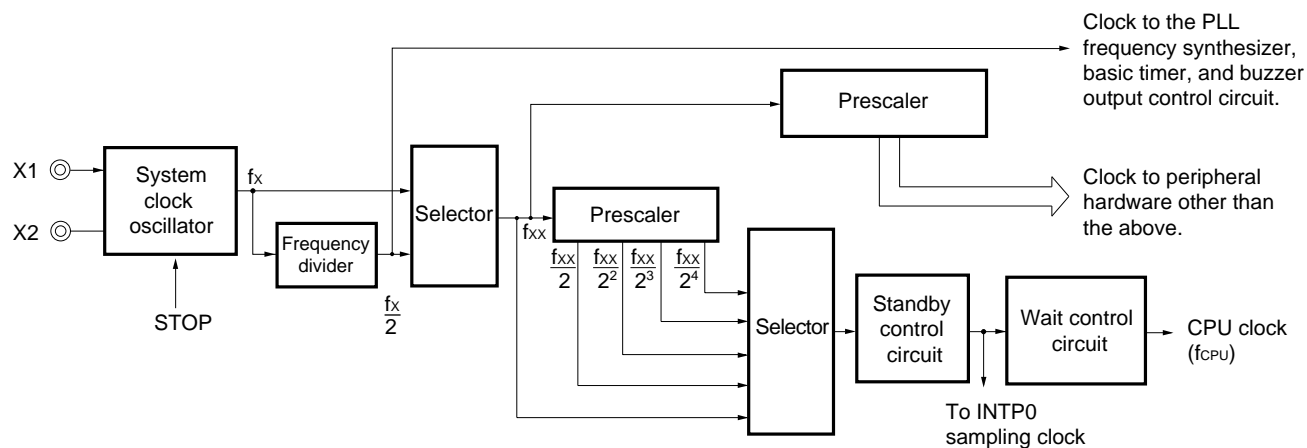 Clock to the PLL
frequency synthesizer,
basic timer, and buzzer
output control circuit.
Prescaler
X1
X2
System
clock
oscillator
fX
Selector
Frequency
divider
fX
2
STOP
fXX
Prescaler
Clock to peripheral
hardware other than
the above.
fXX
2
fXX
2²
fXX
2³
fXX
2⁴
Selector
Standby
control
circuit
Wait control
circuit
CPU clock
(fCPU)
To INTP0
sampling clock